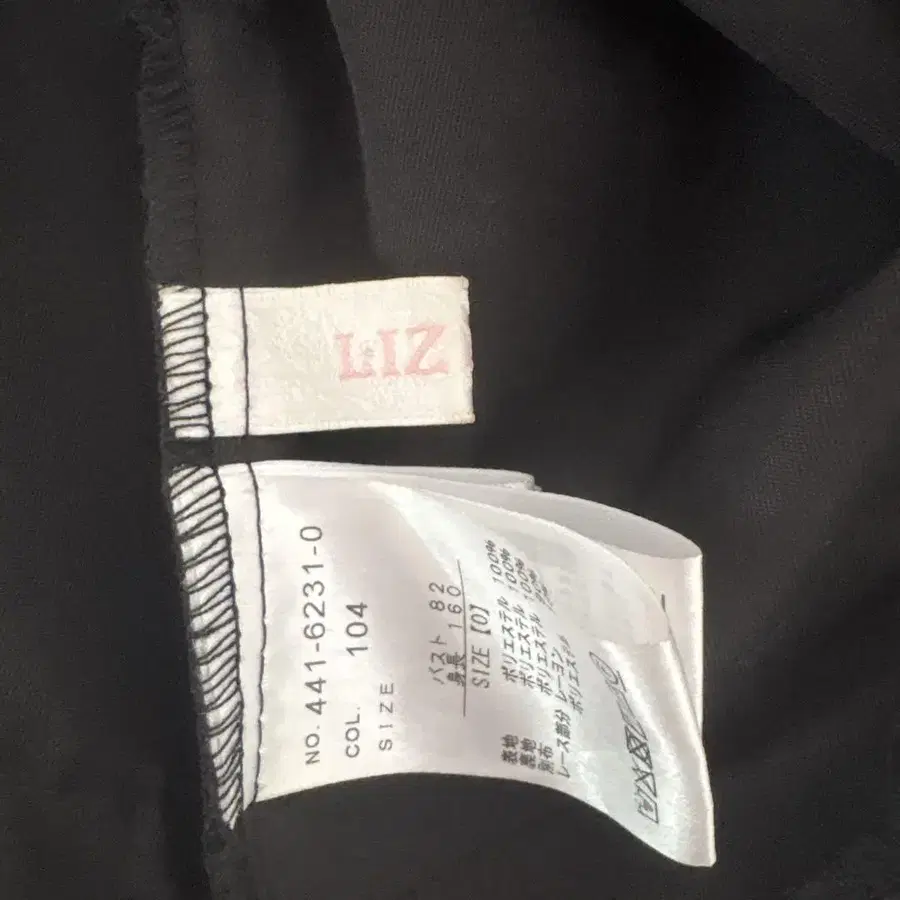 LIZ
NO. 441-6231-0
COL. 104
SIZE
バスト 82
身長 160
SIZE [0]
表地 ポリエステル 100%
裏地 ポリエステル 100%
別布 ポリエステル 100%
レース部分 レーヨン 90%
ポリエステル